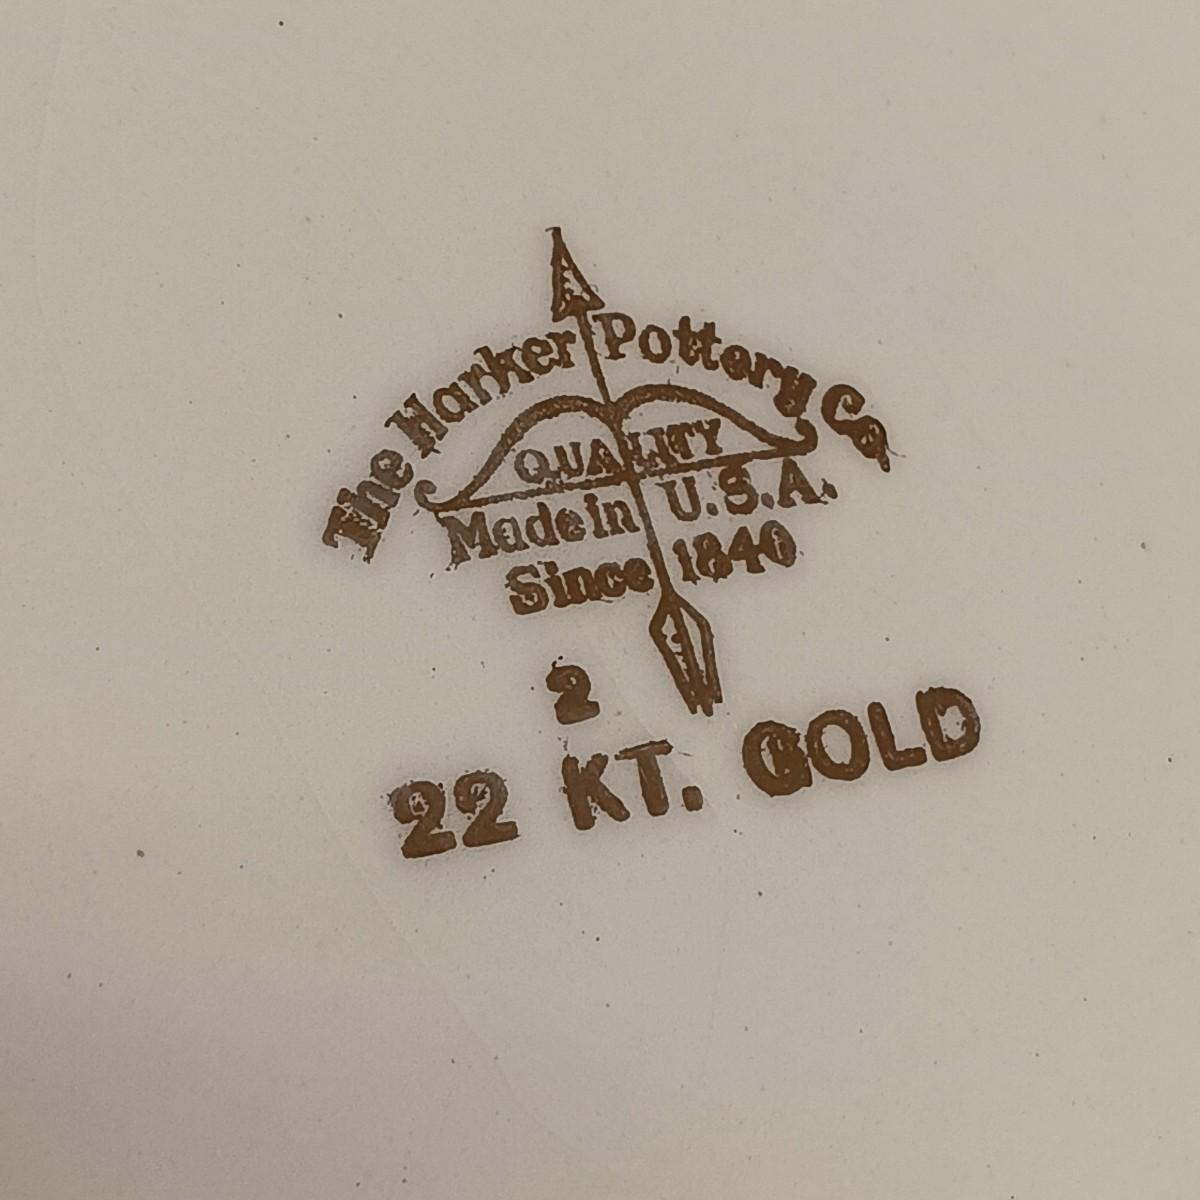 The Harker Pottery Co.
QUALITY
Made in U.S.A.
Since 1840
2
22 KT. GOLD